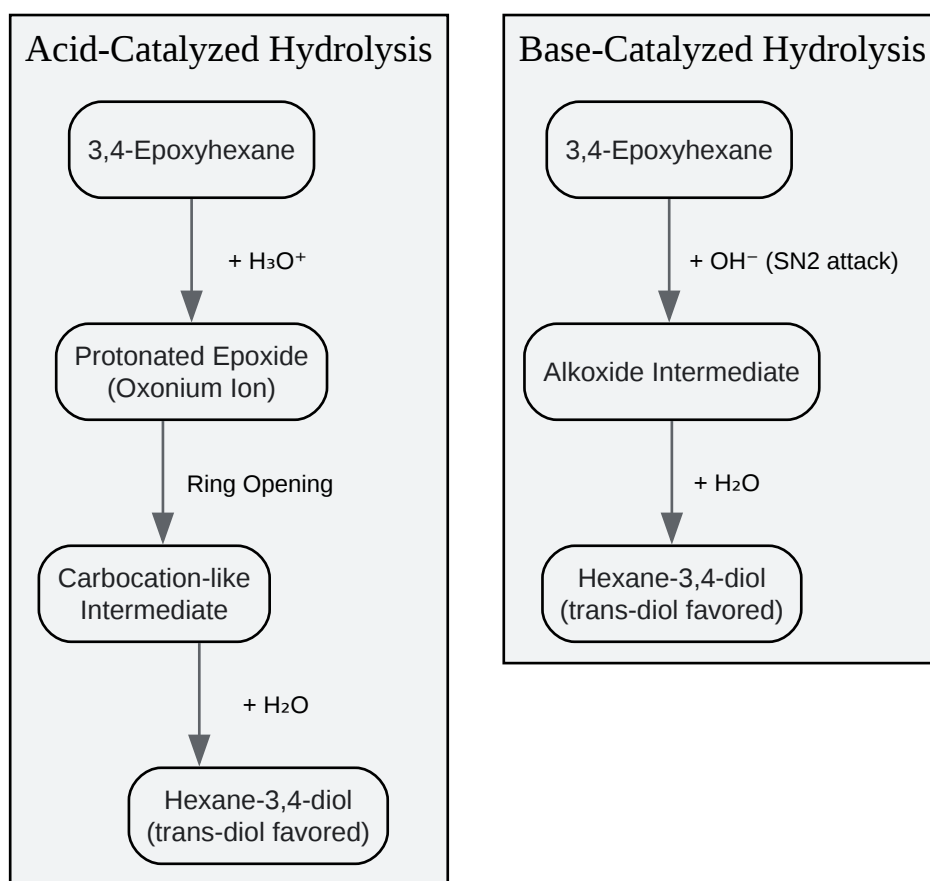 Acid-Catalyzed Hydrolysis
3,4-Epoxyhexane
+ H₃O⁺
Protonated Epoxide
(Oxonium Ion)
Ring Opening
Carbocation-like
Intermediate
+ H₂O
Hexane-3,4-diol
(trans-diol favored)
Base-Catalyzed Hydrolysis
3,4-Epoxyhexane
+ OH⁻ (SN2 attack)
Alkoxide Intermediate
+ H₂O
Hexane-3,4-diol
(trans-diol favored)